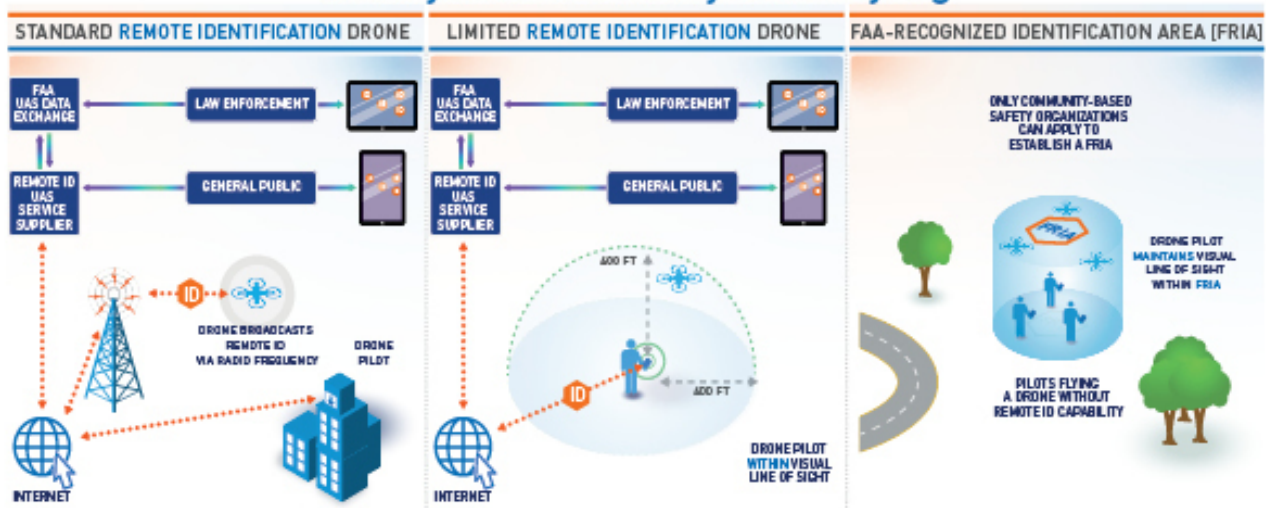 STANDARD REMOTE IDENTIFICATION DRONE
FAA
UAS DATA
EXCHANGE
LAW ENFORCEMENT
REMOTE ID
UAS
SERVICE
SUPPLIER
GENERAL PUBLIC
ID
DRONE BROADCASTS
REMOTE ID
VIA RADIO FREQUENCY
DRONE
PILOT
INTERNET
LIMITED REMOTE IDENTIFICATION DRONE
FAA
UAS DATA
EXCHANGE
LAW ENFORCEMENT
REMOTE ID
UAS
SERVICE
SUPPLIER
GENERAL PUBLIC
400 FT
400 FT
ID
DRONE PILOT
WITHIN VISUAL
LINE OF SIGHT
INTERNET
FAA-RECOGNIZED IDENTIFICATION AREA [FRIA]
ONLY COMMUNITY-BASED
SAFETY ORGANIZATIONS
CAN APPLY TO
ESTABLISH A FRIA
FRIA
DRONE PILOT
MAINTAINS VISUAL
LINE OF SIGHT
WITHIN FRIA
PILOTS FLYING
A DRONE WITHOUT
REMOTE ID CAPABILITY